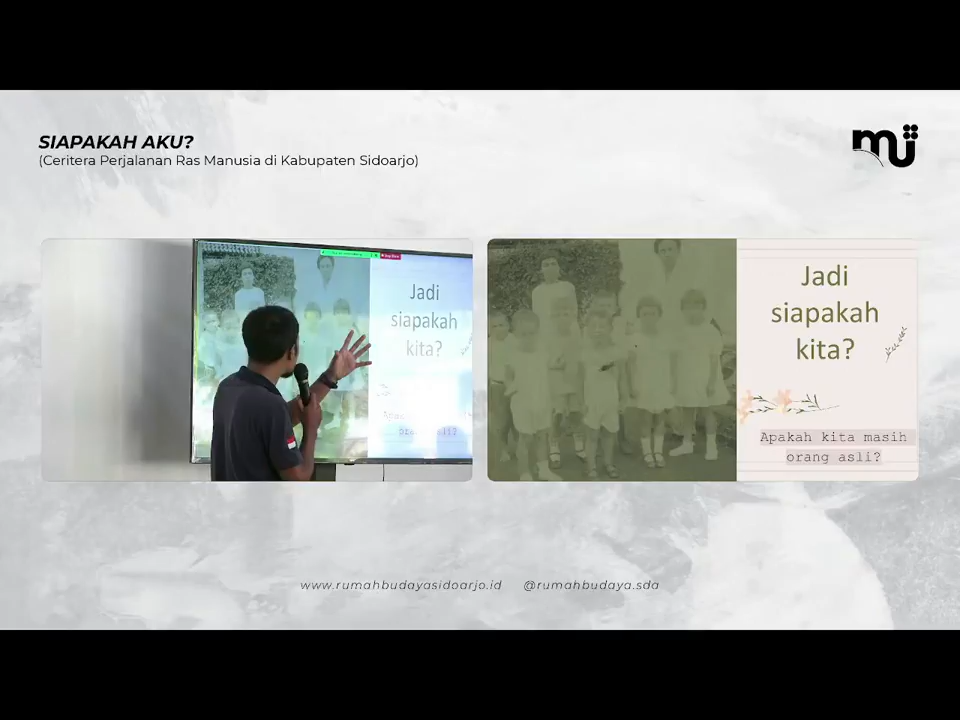 SIAPAKAH AKU?
(Ceritera Perjalanan Ras Manusia di Kabupaten Sidoarjo)
mu
Jadi
siapakah
kita?
Jadi
siapakah
kita?
Apakah kita masih
orang asli?
www.rumahbudayasidoarjo.id @rumahbudaya.sda